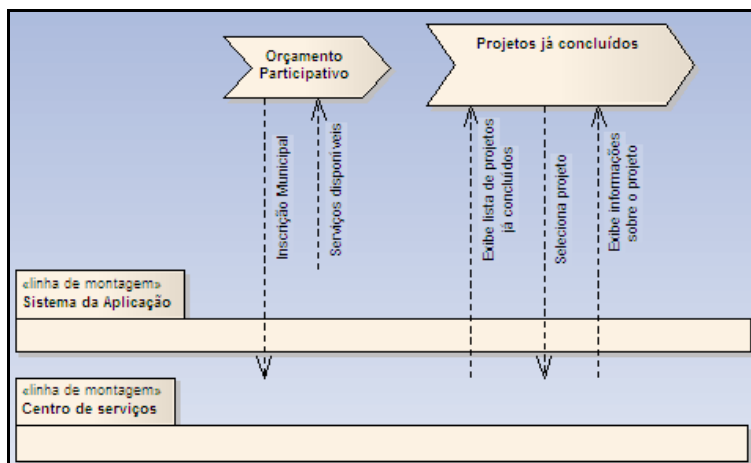 Orçamento
Participativo
Projetos já concluídos
Inscrição Municipal
Serviços disponíveis
Exibe lista de projetos
já concluídos
Seleciona projeto
Exibe informações
sobre o projeto
«linha de montagem»
Sistema da Aplicação
«linha de montagem»
Centro de serviços